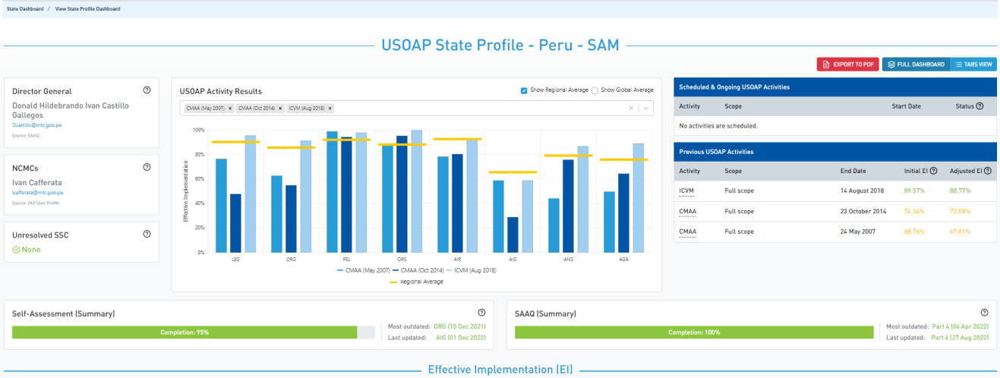 State Dashboard / View State Profile Dashboard
USOAP State Profile - Peru - SAM
EXPORT TO PDF
FULL DASHBOARD
TABS VIEW
Director General
Donald Hildebrando Ivan Castillo
Gallegos
Dcastillo@mtc.gob.pe
Source: SAAQ
NCMCs
Ivan Cafferata
icafferata@mtc.gob.pe
Source: OLF User Profile
Unresolved SSC
None
USOAP Activity Results
Show Regional Average
Show Global Average
CMAA (May 2007) × CMAA (Oct 2014) × ICVM (Aug 2018) ×
Effective Implementation
100%
80%
60%
40%
20%
0%
LEG ORG PEL OPS AIR AIG ANS AGA
CMAA (May 2007) CMAA (Oct 2014) ICVM (Aug 2018)
Regional Average
Scheduled & Ongoing USOAP Activities
Activity Scope Start Date Status
No activities are scheduled.
Previous USOAP Activities
Activity Scope End Date Initial EI Adjusted EI
ICVM Full scope 14 August 2018 89.57% 88.77%
CMAA Full scope 23 October 2014 74.34% 73.08%
CMAA Full scope 24 May 2007 68.76% 67.81%
Self-Assessment (Summary)
Completion: 95%
Most outdated: ORG (15 Dec 2021)
Last updated: AIG (01 Dec 2022)
SAAQ (Summary)
Completion: 100%
Most outdated: Part 4 (06 Apr 2022)
Last updated: Part 6 (27 Aug 2022)
Effective Implementation (EI)